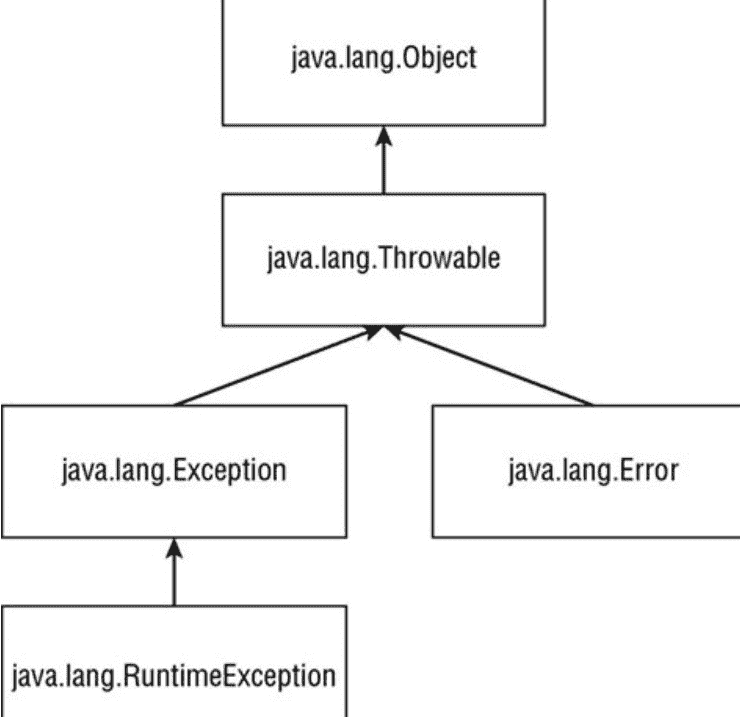 java.lang.Object
java.lang.Throwable
java.lang.Exception
java.lang.Error
java.lang.RuntimeException